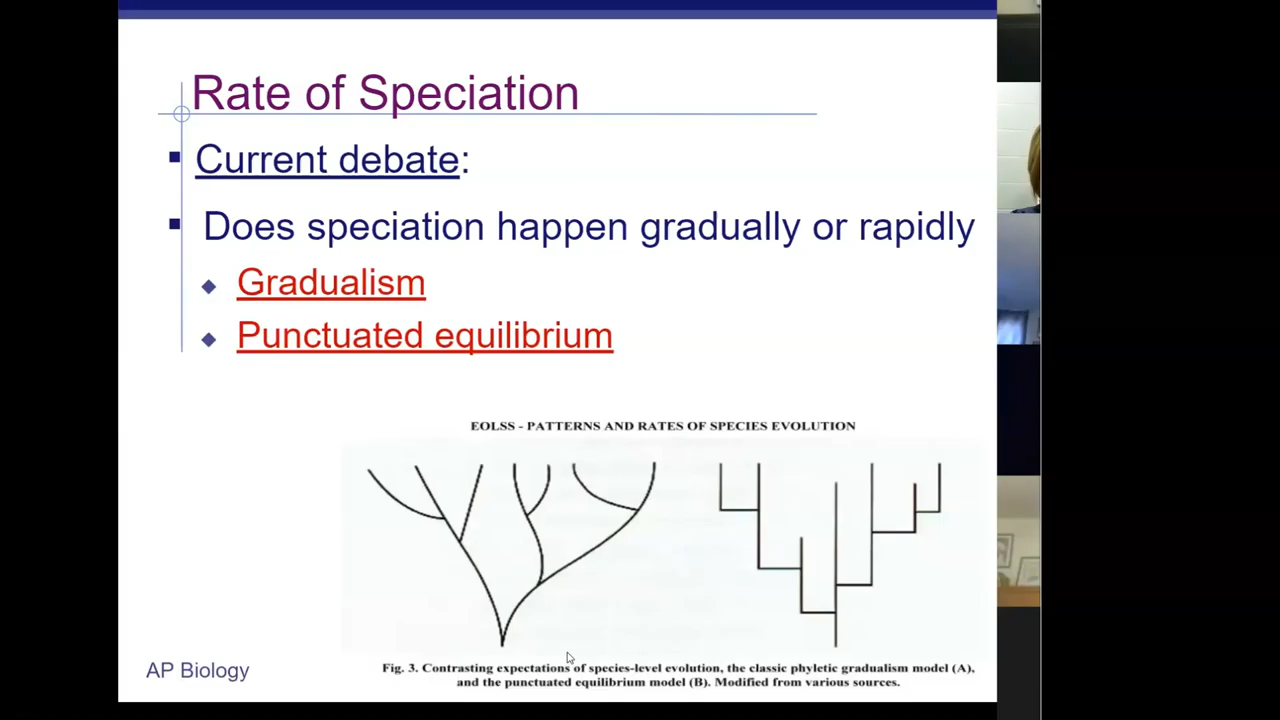 Rate of Speciation
Current debate:
Does speciation happen gradually or rapidly
Gradualism
Punctuated equilibrium
EOLSS - PATTERNS AND RATES OF SPECIES EVOLUTION
Fig. 3. Contrasting expectations of species-level evolution, the classic phyletic gradualism model (A),
and the punctuated equilibrium model (B). Modified from various sources.
AP Biology